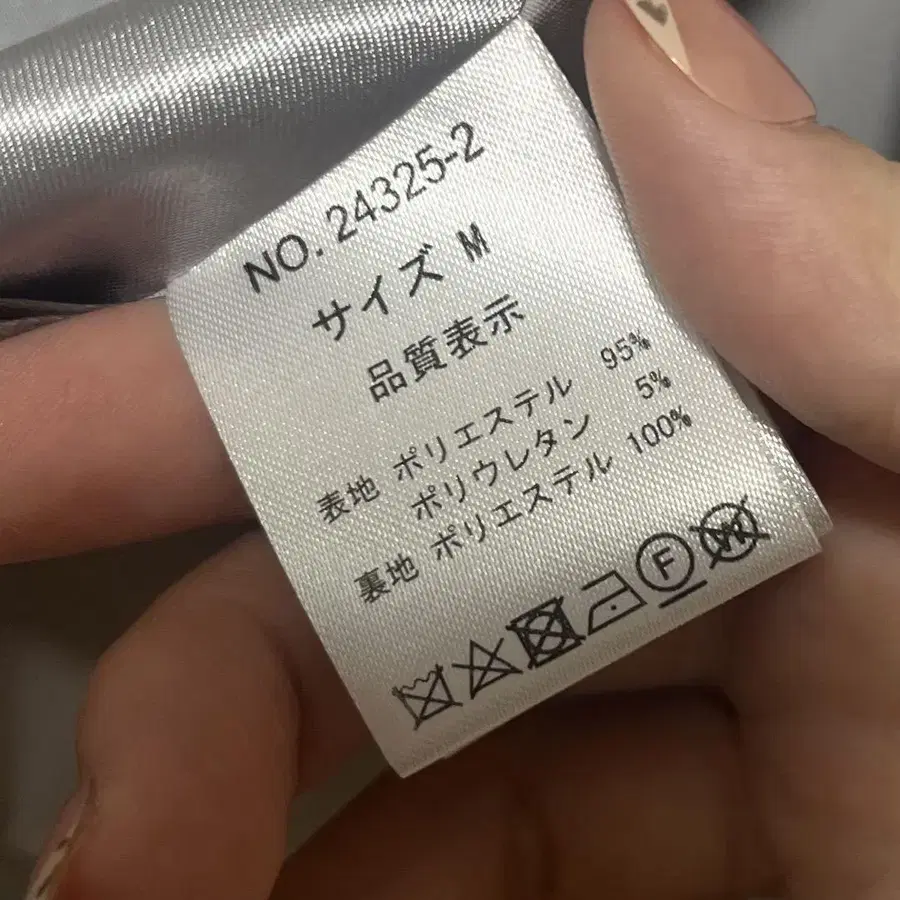 NO. 24325-2
サイズ M
品質表示
表地 ポリエステル 95%
ポリウレタン 5%
裏地 ポリエステル 100%
F W